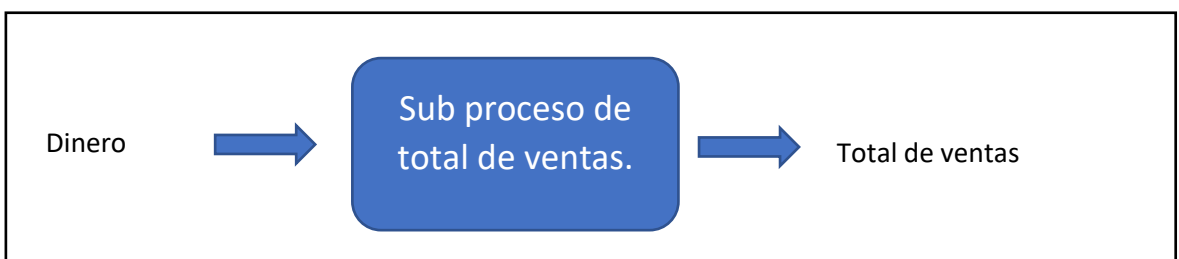 Dinero
Sub proceso de
total de ventas.
Total de ventas